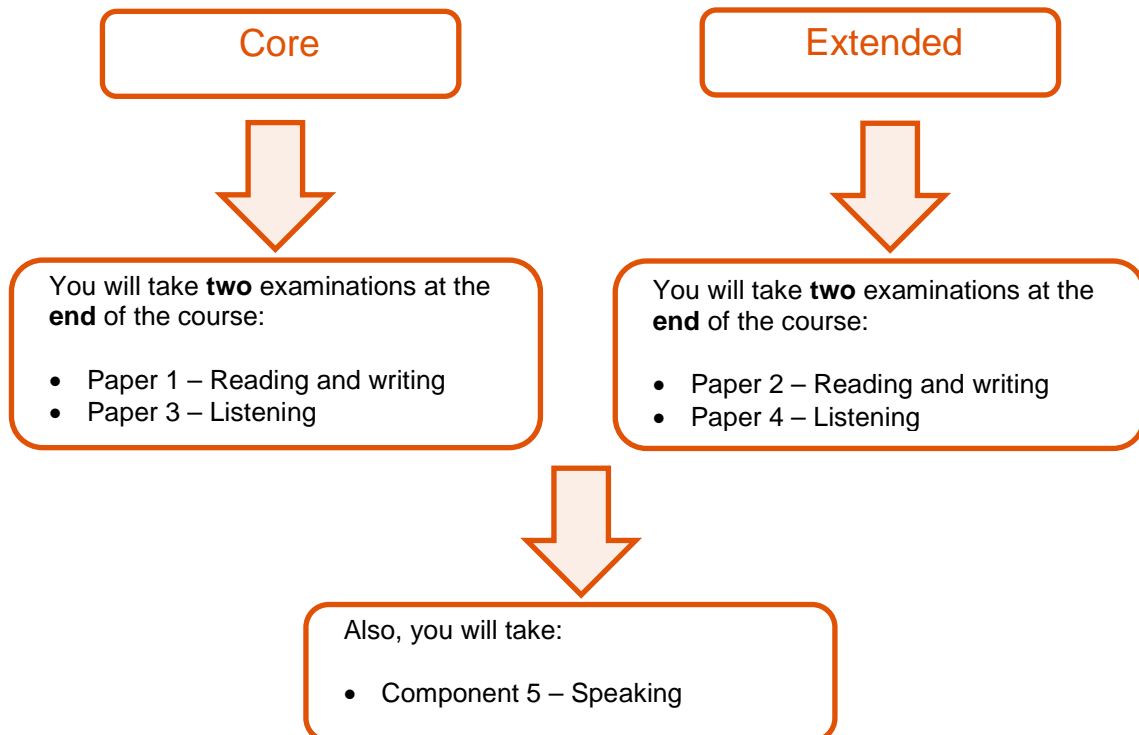 Core
Extended
You will take two examinations at the
end of the course:
• Paper 1 – Reading and writing
• Paper 3 – Listening
You will take two examinations at the
end of the course:
• Paper 2 – Reading and writing
• Paper 4 – Listening
Also, you will take:
• Component 5 – Speaking